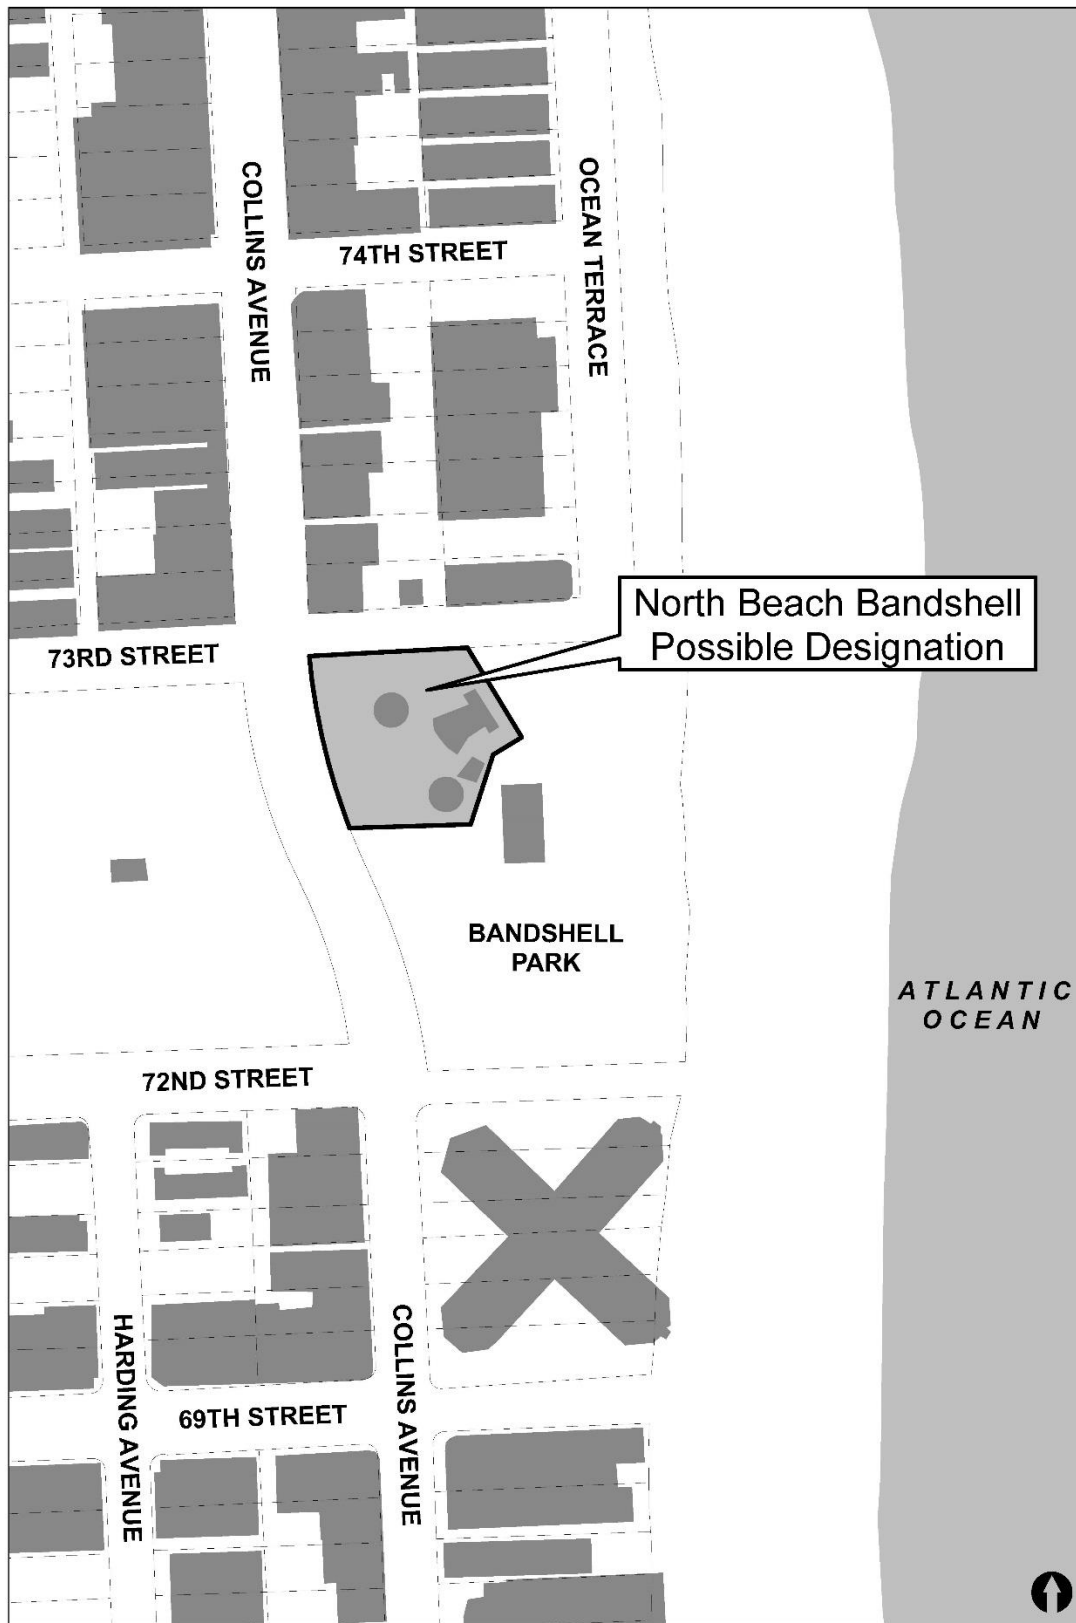 COLLINS AVENUE
OCEAN TERRACE
74TH STREET
North Beach Bandshell
Possible Designation
73RD STREET
BANDSHELL
PARK
ATLANTIC
OCEAN
72ND STREET
HARDING AVENUE
COLLINS AVENUE
69TH STREET